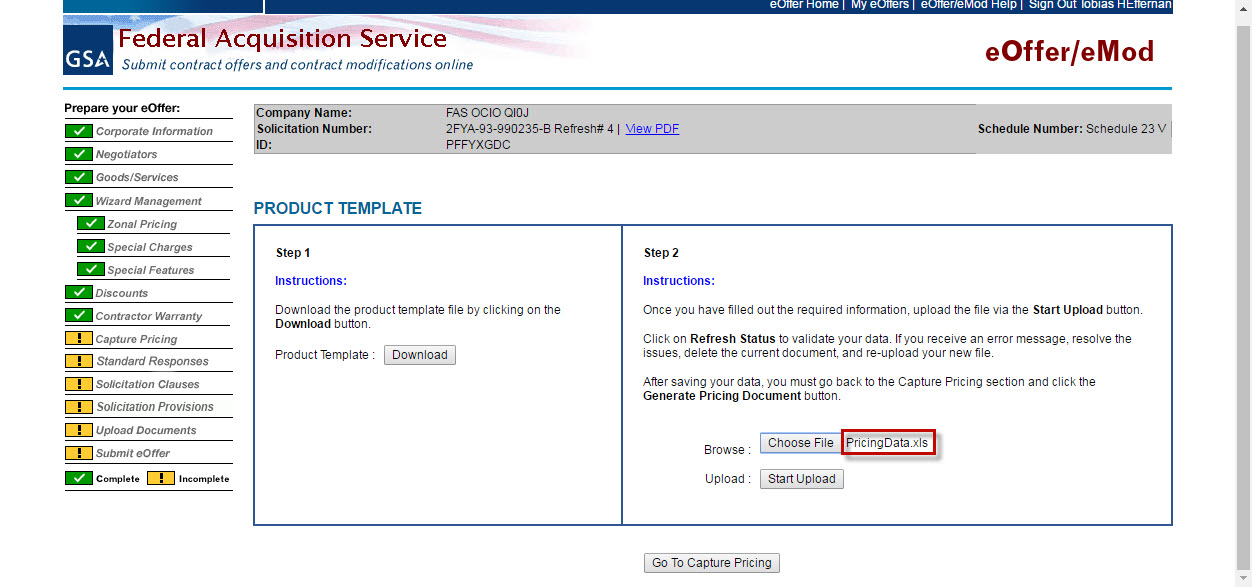 eOffer Home | My eOffers | eOffer/eMod Help | Sign Out Tobias HEffernan
GSA
Federal Acquisition Service
Submit contract offers and contract modifications online
eOffer/eMod
Prepare your eOffer:
Corporate Information
Negotiators
Goods/Services
Wizard Management
Zonal Pricing
Special Charges
Special Features
Discounts
Contractor Warranty
! Capture Pricing
! Standard Responses
! Solicitation Clauses
! Solicitation Provisions
! Upload Documents
! Submit eOffer
Complete ! Incomplete
Company Name: FAS OCIO QI0J
Solicitation Number: 2FYA-93-990235-B Refresh# 4 | View PDF
Schedule Number: Schedule 23 V
ID: PFFYXGDC
PRODUCT TEMPLATE
Step 1
Instructions:
Download the product template file by clicking on the
Download button.
Product Template : Download
Step 2
Instructions:
Once you have filled out the required information, upload the file via the Start Upload button.
Click on Refresh Status to validate your data. If you receive an error message, resolve the
issues, delete the current document, and re-upload your new file.
After saving your data, you must go back to the Capture Pricing section and click the
Generate Pricing Document button.
Browse : Choose File PricingData.xls
Upload : Start Upload
Go To Capture Pricing